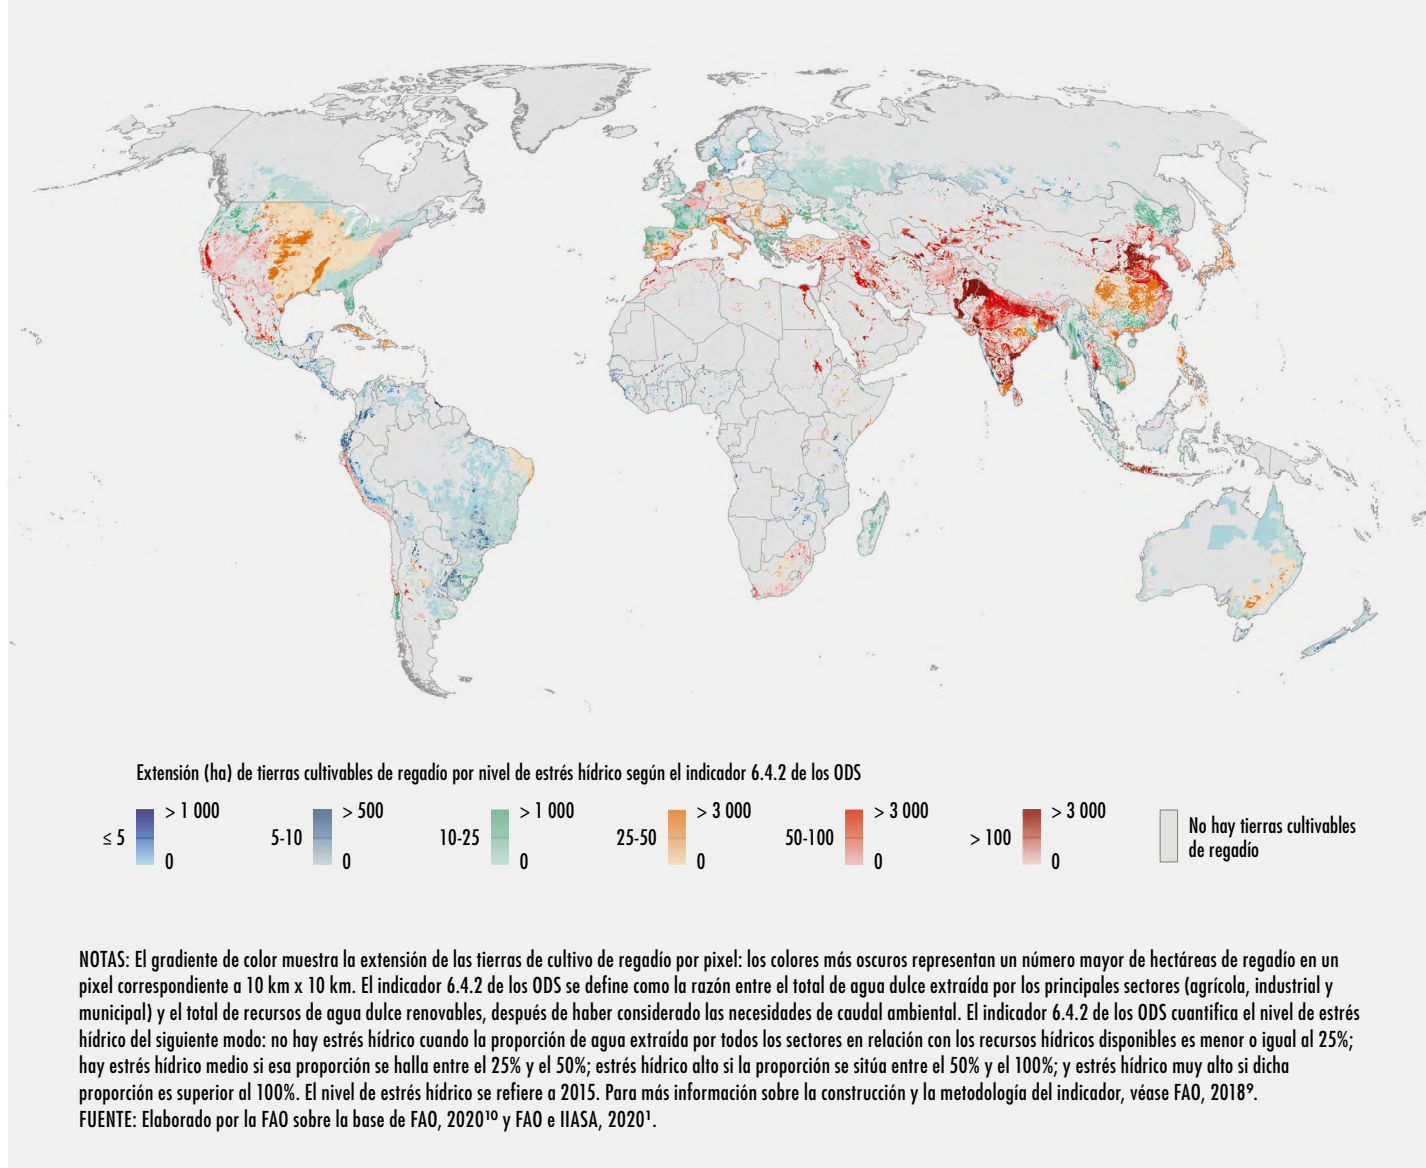 Extensión (ha) de tierras cultivables de regadío por nivel de estrés hídrico según el indicador 6.4.2 de los ODS
≤ 5 > 1 000 0
5-10 > 500 0
10-25 > 1 000 0
25-50 > 3 000 0
50-100 > 3 000 0
> 100 > 3 000 0
No hay tierras cultivables
de regadío
NOTAS: El gradiente de color muestra la extensión de las tierras de cultivo de regadío por pixel: los colores más oscuros representan un número mayor de hectáreas de regadío en un
pixel correspondiente a 10 km x 10 km. El indicador 6.4.2 de los ODS se define como la razón entre el total de agua dulce extraída por los principales sectores (agrícola, industrial y
municipal) y el total de recursos de agua dulce renovables, después de haber considerado las necesidades de caudal ambiental. El indicador 6.4.2 de los ODS cuantifica el nivel de estrés
hídrico del siguiente modo: no hay estrés hídrico cuando la proporción de agua extraída por todos los sectores en relación con los recursos hídricos disponibles es menor o igual al 25%;
hay estrés hídrico medio si esa proporción se halla entre el 25% y el 50%; estrés hídrico alto si la proporción se sitúa entre el 50% y el 100%; y estrés hídrico muy alto si dicha
proporción es superior al 100%. El nivel de estrés hídrico se refiere a 2015. Para más información sobre la construcción y la metodología del indicador, véase FAO, 2018⁹.
FUENTE: Elaborado por la FAO sobre la base de FAO, 2020¹⁰ y FAO e IIASA, 2020¹.